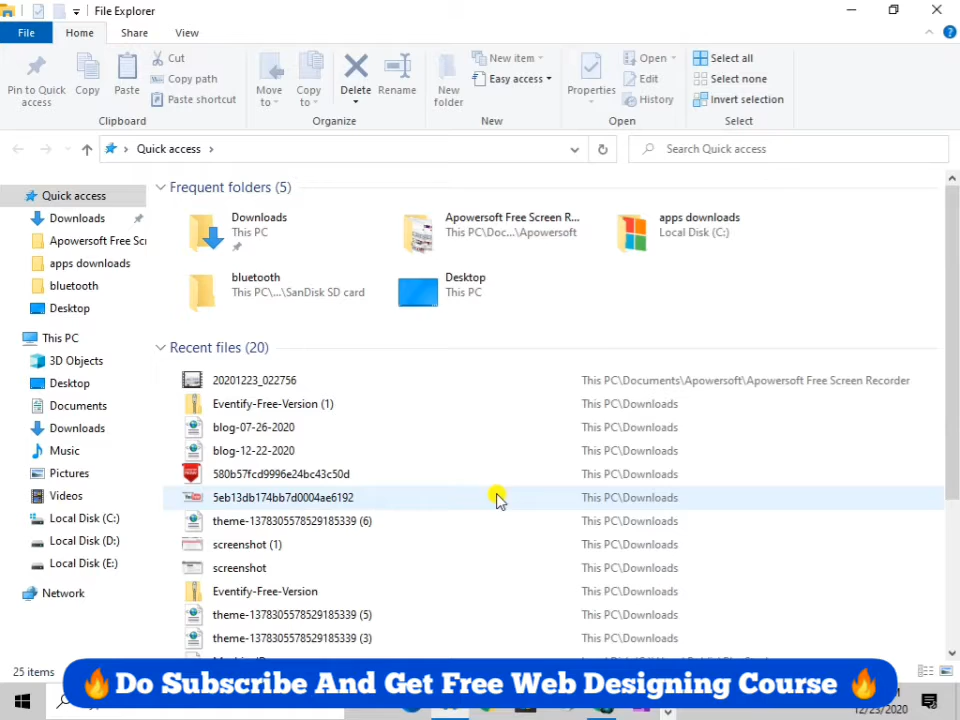 File Explorer
File
Home
Share
View
Pin to Quick access
Copy
Paste
Cut
Copy path
Paste shortcut
Clipboard
Move to
Copy to
Delete
Rename
Organize
New folder
New item
Easy access
New
Properties
Open
Edit
History
Open
Select all
Select none
Invert selection
Select
Quick access
Search Quick access
Quick access
Downloads
Apowersoft Free Scr
apps downloads
bluetooth
Desktop
This PC
3D Objects
Desktop
Documents
Downloads
Music
Pictures
Videos
Local Disk (C:)
Local Disk (D:)
Local Disk (E:)
Network
Frequent folders (5)
Downloads
This PC
Apowersoft Free Screen R...
This PC\Doc...\Apowersoft
apps downloads
Local Disk (C:)
bluetooth
This PC\...\SanDisk SD card
Desktop
This PC
Recent files (20)
20201223_022756 This PC\Documents\Apowersoft\Apowersoft Free Screen Recorder
Eventify-Free-Version (1) This PC\Downloads
blog-07-26-2020 This PC\Downloads
blog-12-22-2020 This PC\Downloads
580b57fcd9996e24bc43c50d This PC\Downloads
5eb13db174bb7d0004ae6192 This PC\Downloads
theme-1378305578529185339 (6) This PC\Downloads
screenshot (1) This PC\Downloads
screenshot This PC\Downloads
Eventify-Free-Version This PC\Downloads
theme-1378305578529185339 (5) This PC\Downloads
theme-1378305578529185339 (3) This PC\Downloads
25 items
🔥Do Subscribe And Get Free Web Designing Course 🔥
12/23/2020